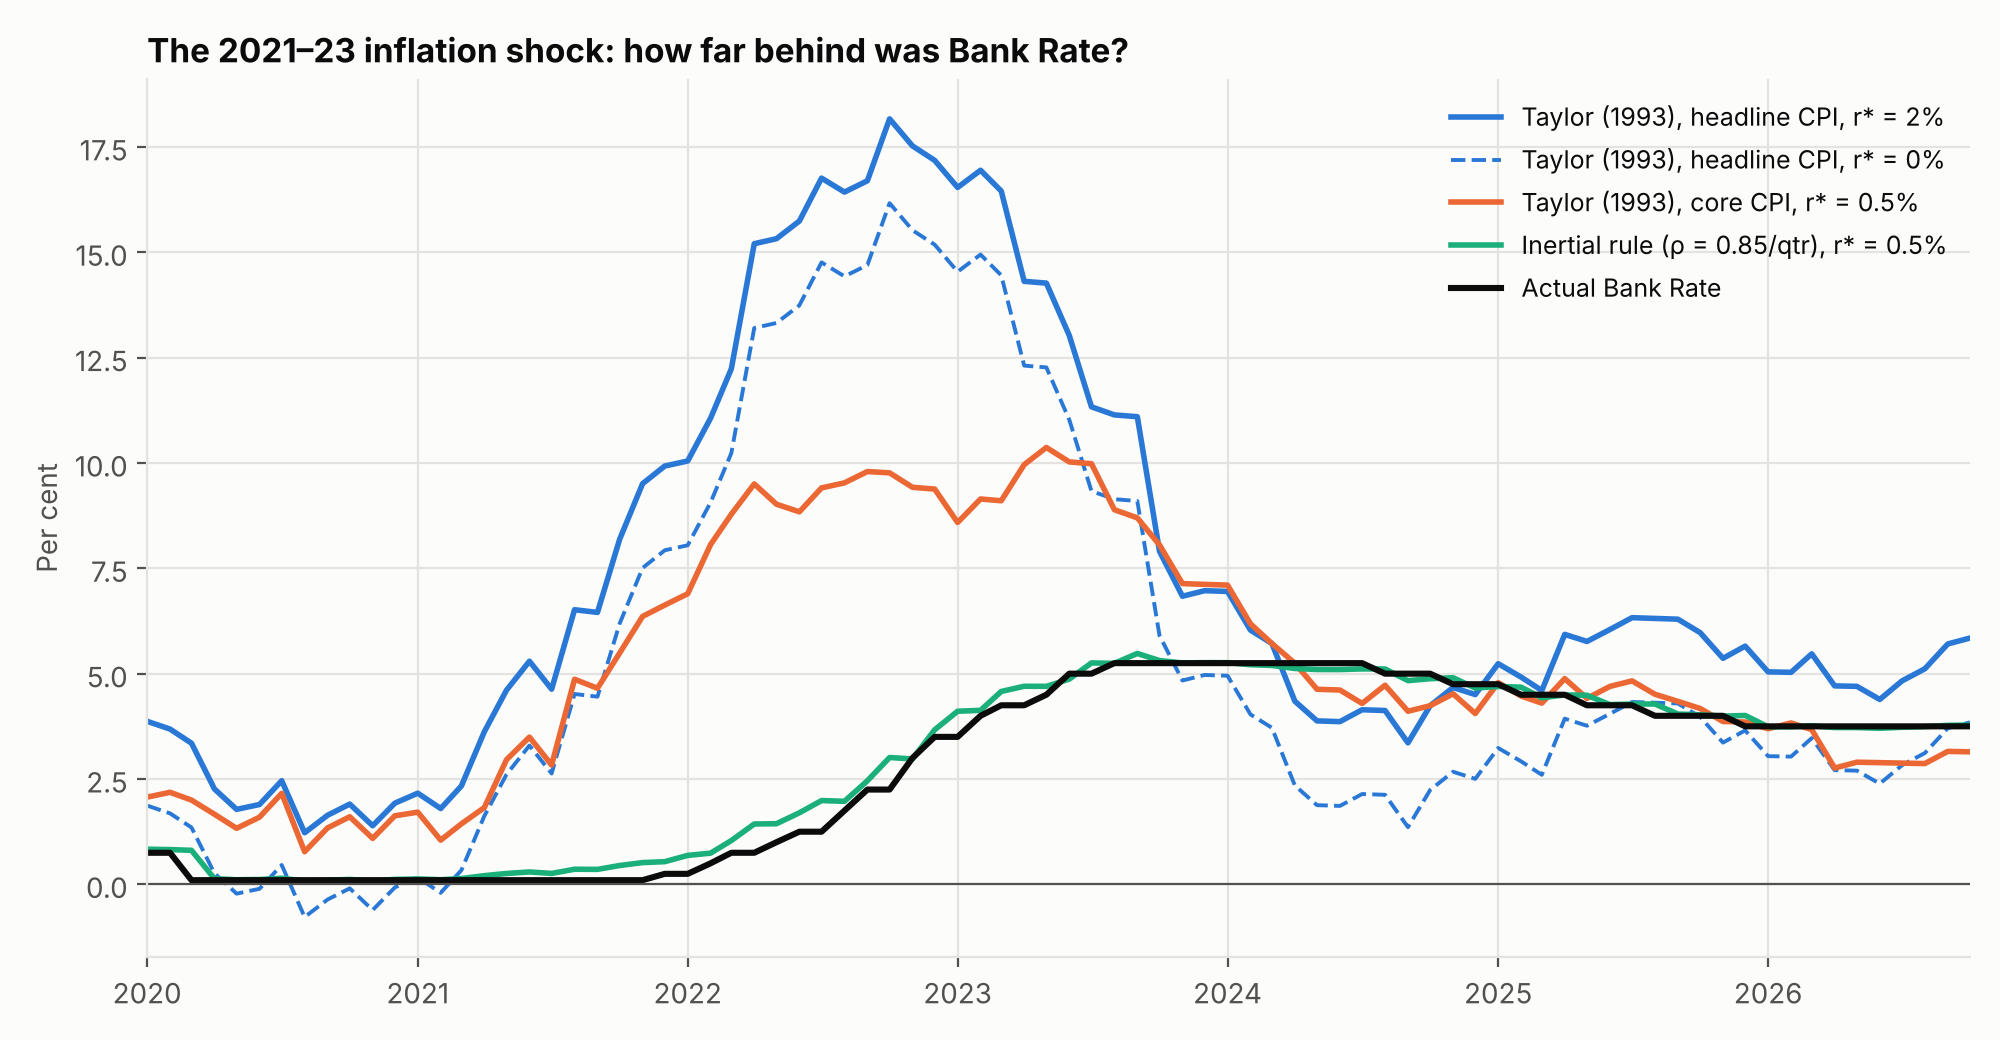 The 2021–23 inflation shock: how far behind was Bank Rate?
Taylor (1993), headline CPI, r* = 2%
Taylor (1993), headline CPI, r* = 0%
Taylor (1993), core CPI, r* = 0.5%
Inertial rule (ρ = 0.85/qtr), r* = 0.5%
Actual Bank Rate
Per cent
17.5
15.0
12.5
10.0
7.5
5.0
2.5
0.0
2020
2021
2022
2023
2024
2025
2026